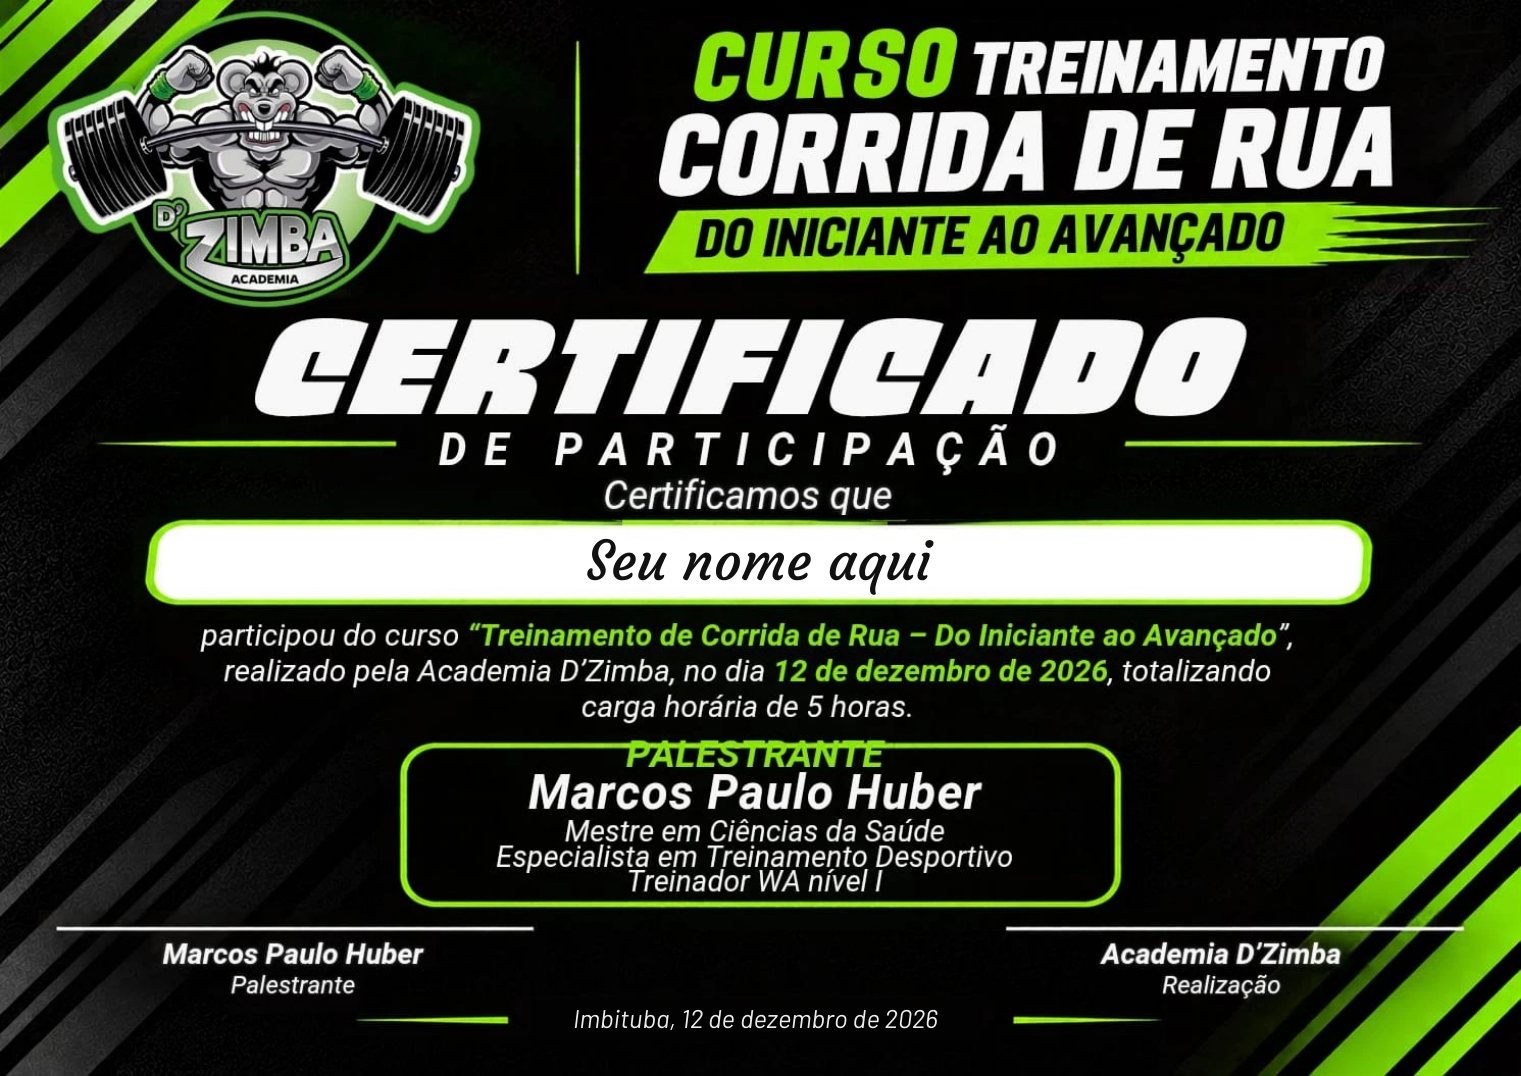 CURSO TREINAMENTO
CORRIDA DE RUA
DO INICIANTE AO AVANÇADO
D' ZIMBA
ACADEMIA
CERTIFICADO
DE PARTICIPAÇÃO
Certificamos que
Seu nome aqui
participou do curso “Treinamento de Corrida de Rua – Do Iniciante ao Avançado”,
realizado pela Academia D’Zimba, no dia 12 de dezembro de 2026, totalizando
carga horária de 5 horas.
PALESTRANTE
Marcos Paulo Huber
Mestre em Ciências da Saúde
Especialista em Treinamento Desportivo
Treinador WA nível I
Marcos Paulo Huber
Palestrante
Academia D’Zimba
Realização
Imbituba, 12 de dezembro de 2026